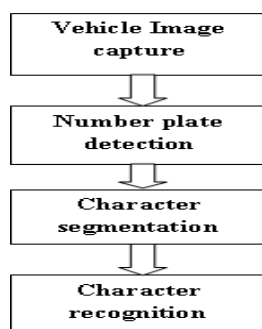 Vehicle Image
capture
Number plate
detection
Character
segmentation
Character
recognition